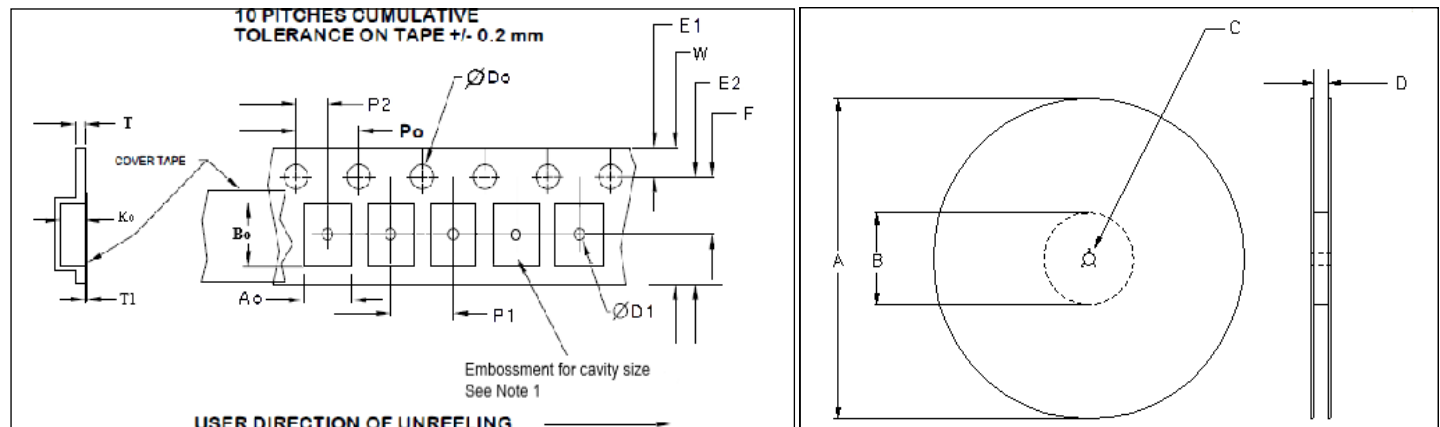 10 PITCHES CUMULATIVE
TOLERANCE ON TAPE +/- 0.2 mm
E1
W
E2
F
ØDo
P2
Po
T
COVER TAPE
Ko
Bo
T1
Ao
P1
ØD1
Embossment for cavity size
See Note 1
USER DIRECTION OF UNREELING
C
D
A
B